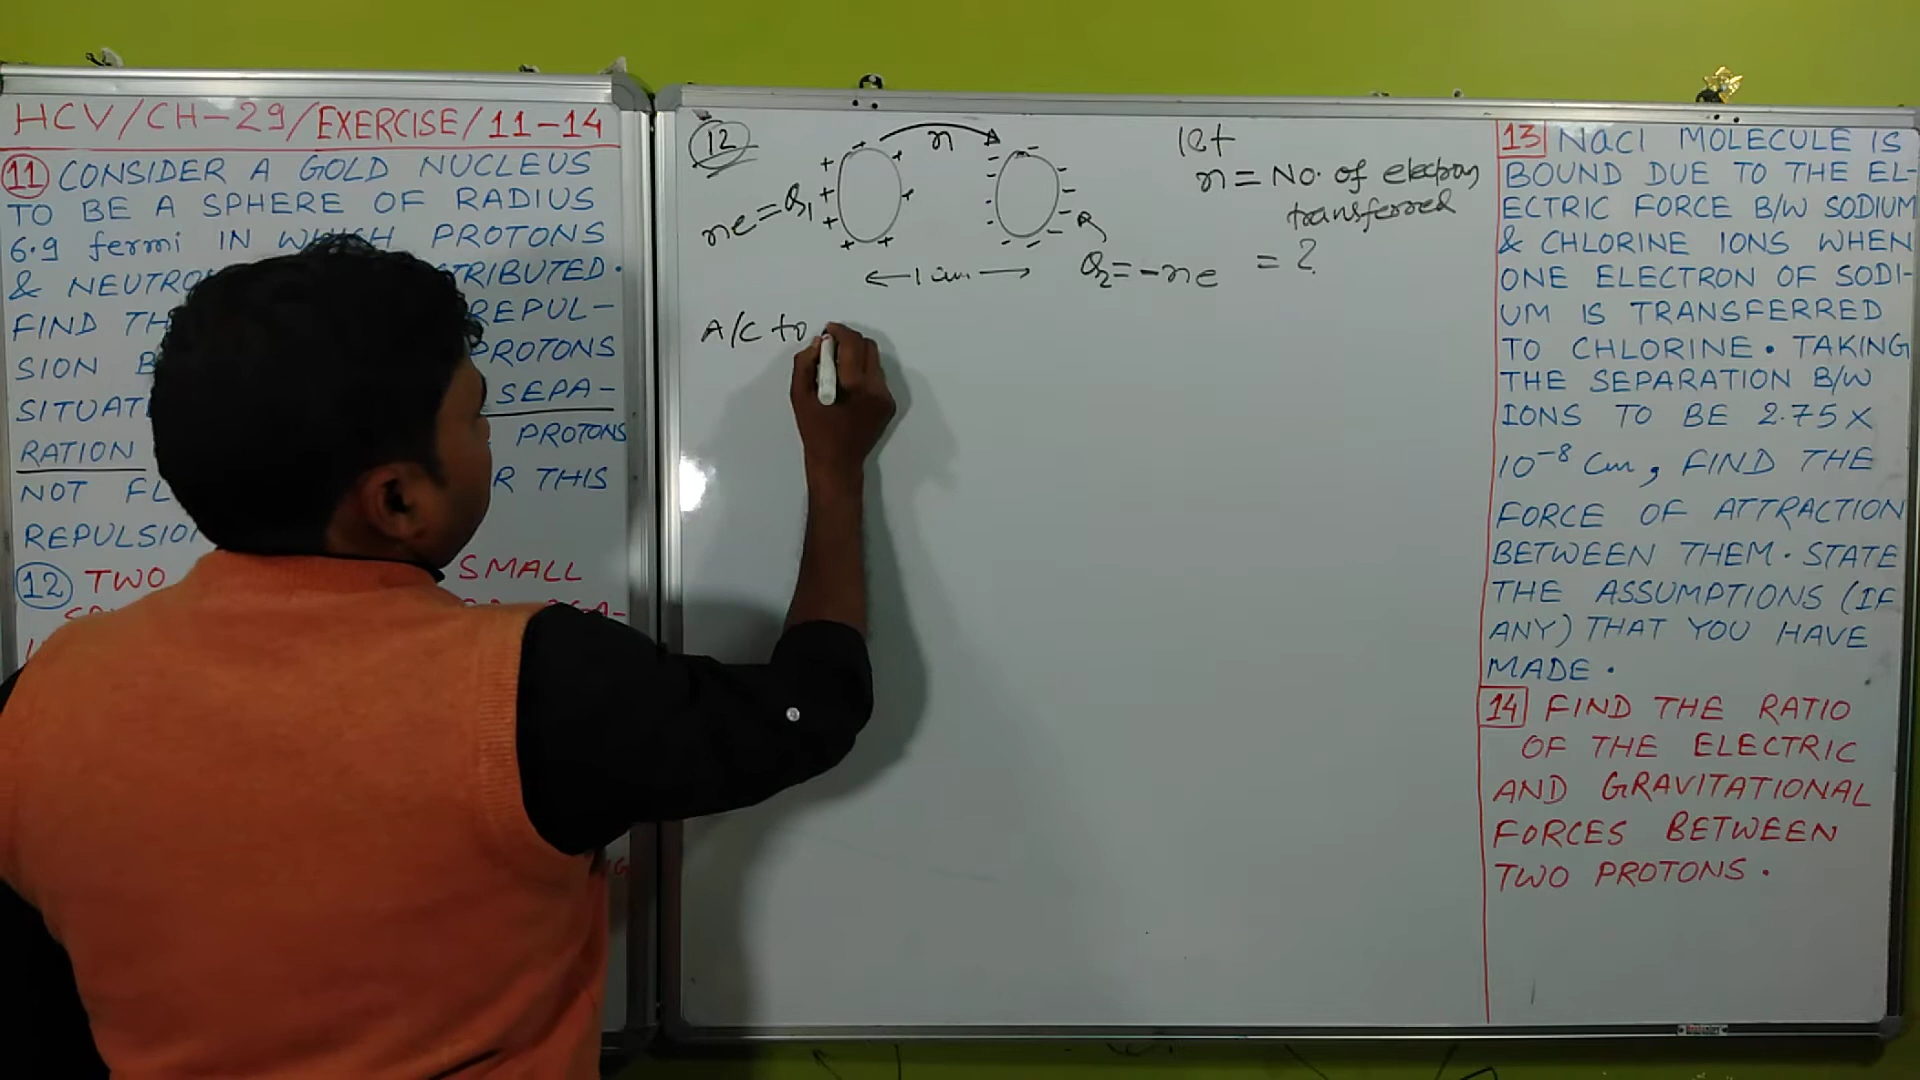 HCV/CH-29/EXERCISE/11-14
11 CONSIDER A GOLD NUCLEUS
TO BE A SPHERE OF RADIUS
6.9 fermi IN WHICH PROTONS
& NEUTRO TRIBUTED.
FIND TH REPUL-
SION B PROTONS
SITUAT SEPA-
RATION PROTONS
NOT FL R THIS
REPULSION
12 TWO SMALL
12
n
ne = Q1
1 cm
Q2 = -ne
let
n = No. of electron
transferred
= ?
A/C to
13 NaCl MOLECULE IS
BOUND DUE TO THE EL-
ECTRIC FORCE B/W SODIUM
& CHLORINE IONS WHEN
ONE ELECTRON OF SODI-
UM IS TRANSFERRED
TO CHLORINE. TAKING
THE SEPARATION B/W
IONS TO BE 2.75 X
10⁻⁸ Cm, FIND THE
FORCE OF ATTRACTION
BETWEEN THEM. STATE
THE ASSUMPTIONS (IF
ANY) THAT YOU HAVE
MADE.
14 FIND THE RATIO
OF THE ELECTRIC
AND GRAVITATIONAL
FORCES BETWEEN
TWO PROTONS.